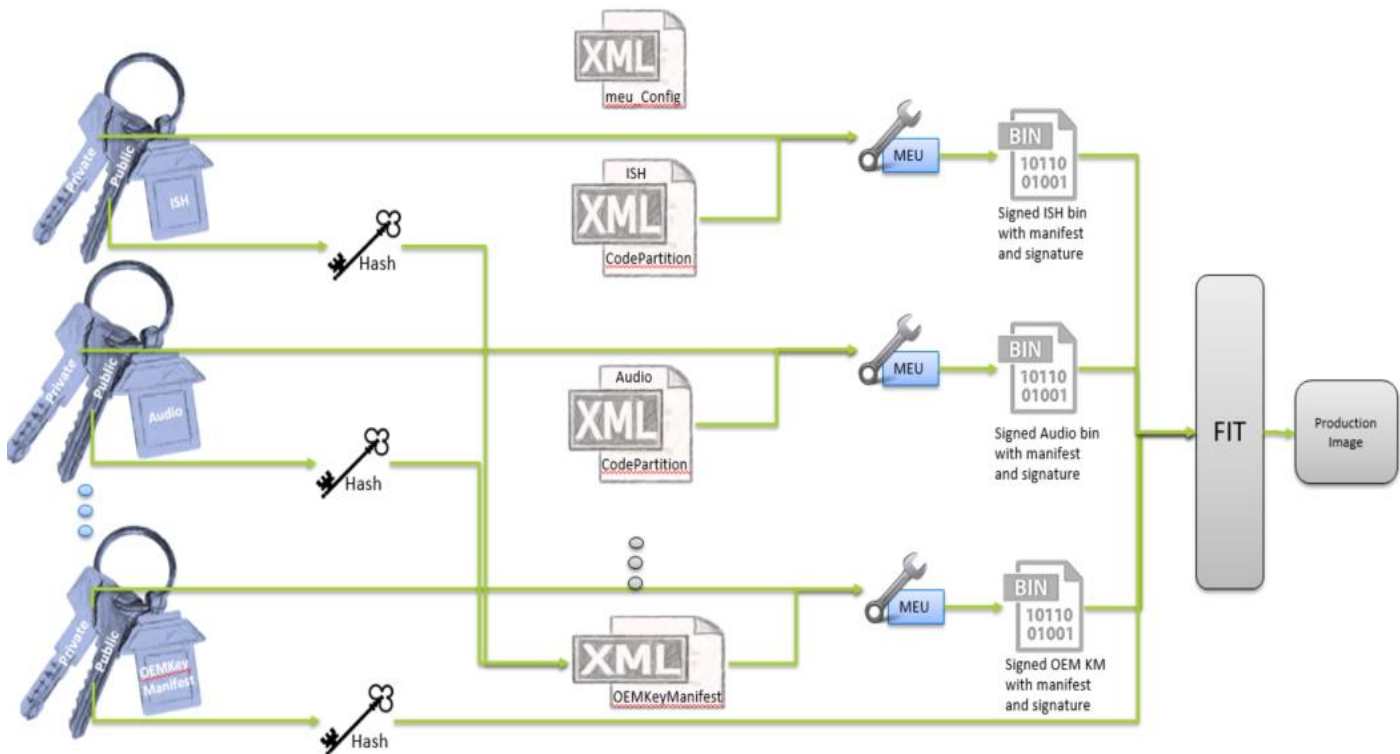 XML
meu_Config
Private
Public
ISH
ISH
XML
CodePartition
MEU
BIN
10110
01001
Signed ISH bin
with manifest
and signature
Hash
Private
Public
Audio
Audio
XML
CodePartition
MEU
BIN
10110
01001
Signed Audio bin
with manifest
and signature
Hash
FIT
Production
Image
Private
Public
OEMKey
Manifest
XML
OEMKeyManifest
MEU
BIN
10110
01001
Signed OEM KM
with manifest
and signature
Hash